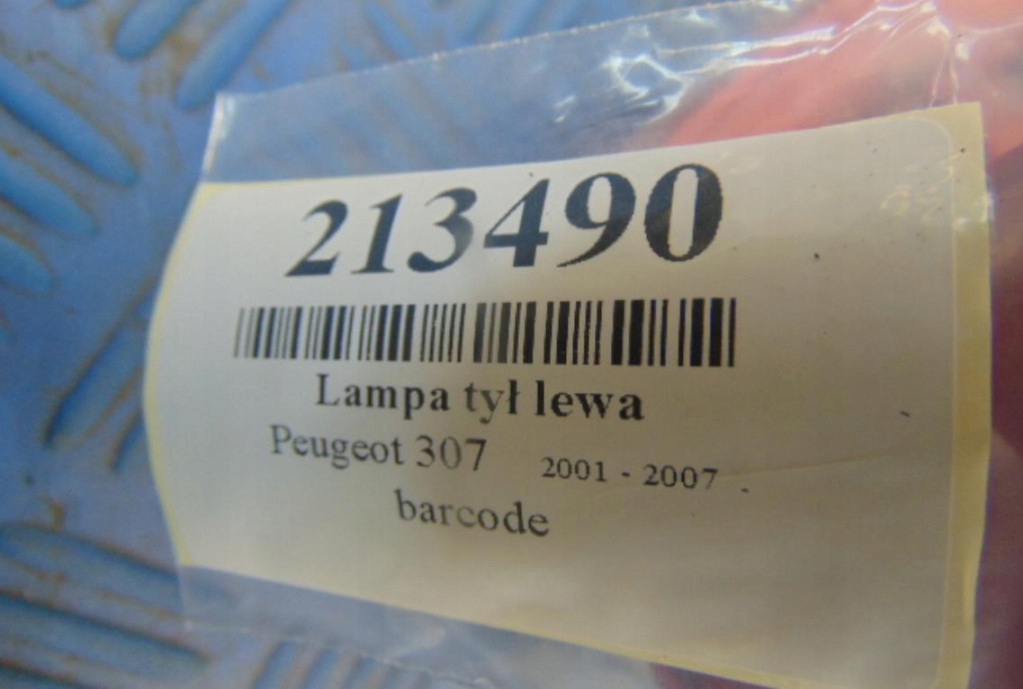 213490
Lampa tył lewa
Peugeot 307 2001 - 2007
barcode